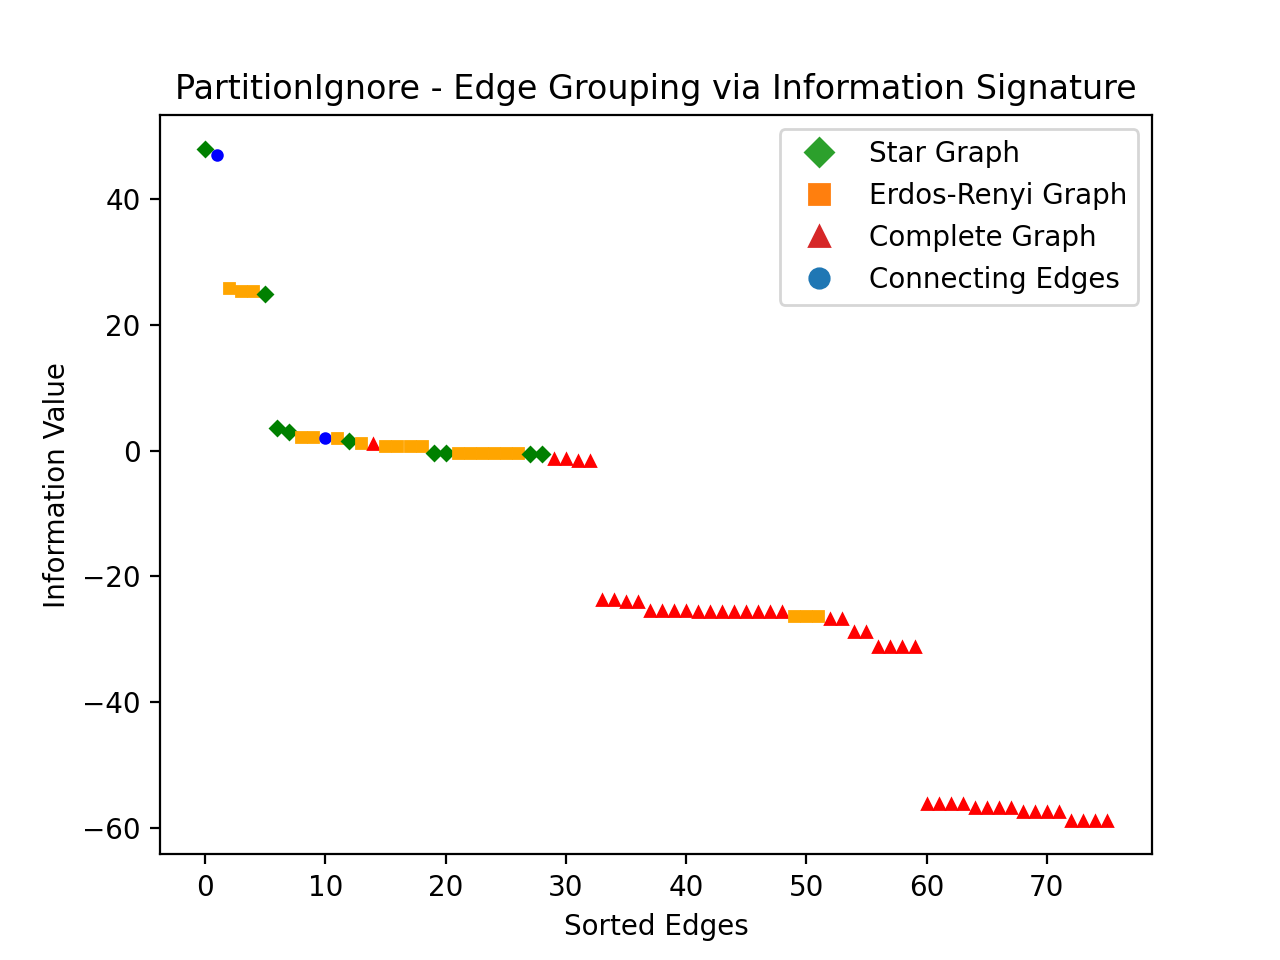 PartitionIgnore - Edge Grouping via Information Signature
Star Graph
Erdos-Renyi Graph
Complete Graph
Connecting Edges
Information Value
40
20
0
−20
−40
−60
0 10 20 30 40 50 60 70
Sorted Edges